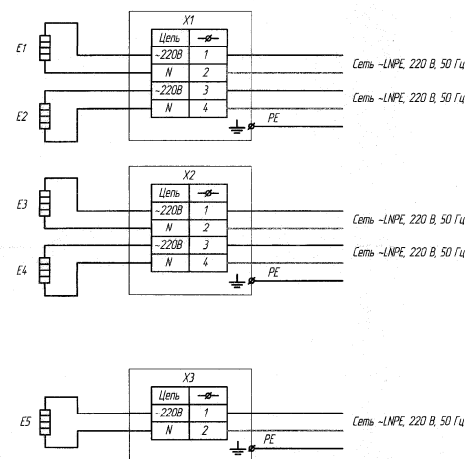 X1
Цепь
E1
~220В 1
Сеть ~LNPE, 220 В, 50 Гц
N 2
~220В 3
Сеть ~LNPE, 220 В, 50 Гц
E2
N 4
PE
X2
Цепь
E3
~220В 1
Сеть ~LNPE, 220 В, 50 Гц
N 2
~220В 3
Сеть ~LNPE, 220 В, 50 Гц
E4
N 4
PE
X3
Цепь
E5
~220В 1
Сеть ~LNPE, 220 В, 50 Гц
N 2
PE